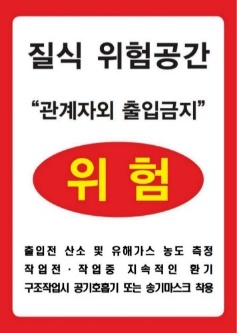 질식 위험공간
“관계자외 출입금지”
위험
출입전 산소 및 유해가스 농도 측정
작업전 · 작업중 지속적인 환기
구조작업시 공기호흡기 또는 송기마스크 착용